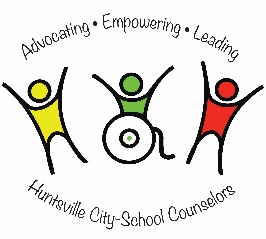 Advocating • Empowering • Leading
Huntsville City-School Counselors